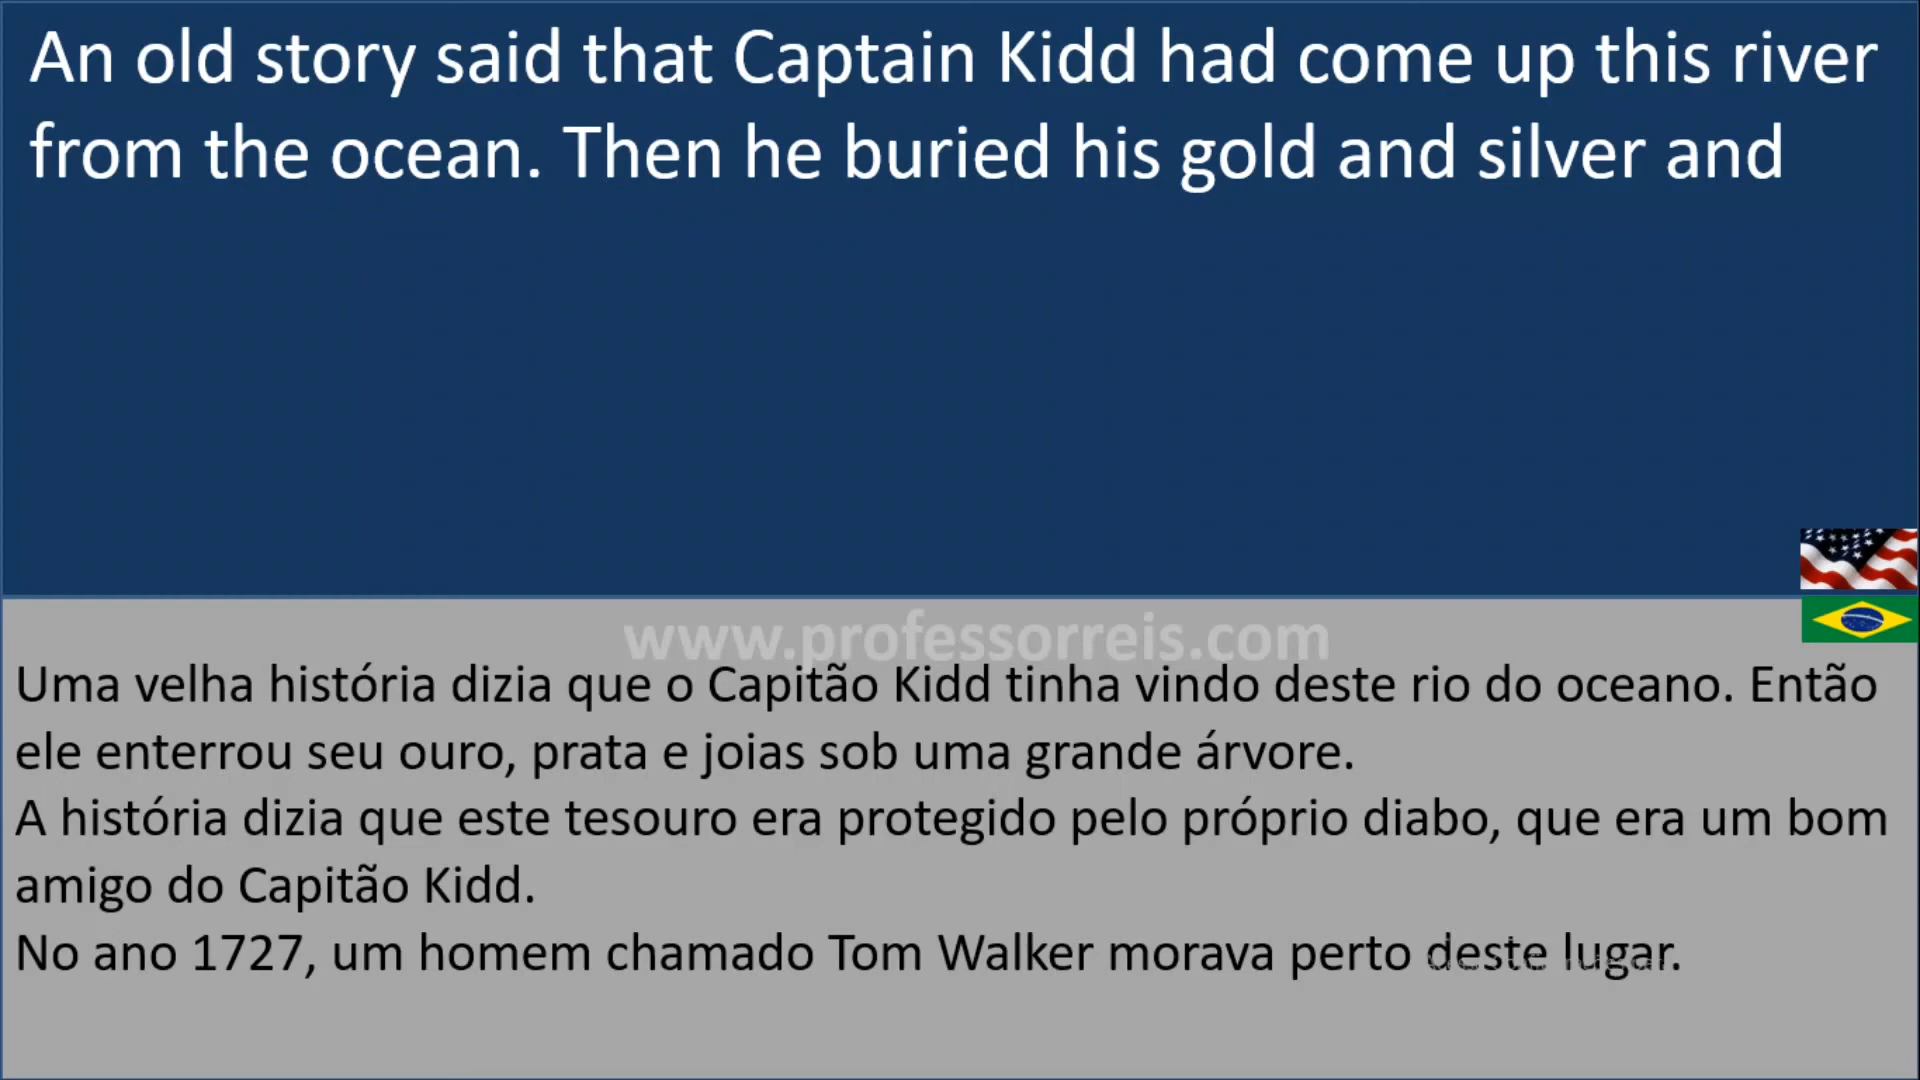 An old story said that Captain Kidd had come up this river
from the ocean. Then he buried his gold and silver and
www.professorreis.com
Uma velha história dizia que o Capitão Kidd tinha vindo deste rio do oceano. Então
ele enterrou seu ouro, prata e joias sob uma grande árvore.
A história dizia que este tesouro era protegido pelo próprio diabo, que era um bom
amigo do Capitão Kidd.
No ano 1727, um homem chamado Tom Walker morava perto deste lugar.